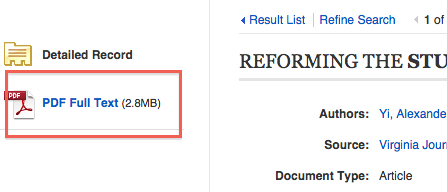 Result List Refine Search 1 of
Detailed Record
REFORMING THE
PDF
PDF Full Text (2.8MB)
Authors: Yi, Alexande
Source: Virginia Jour
Document Type: Article